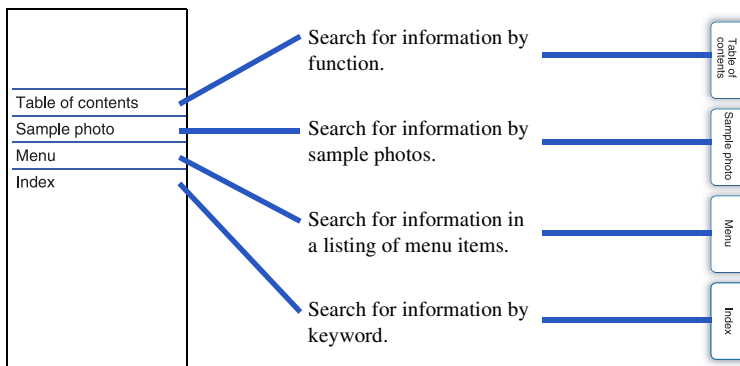 Table of contents
Sample photo
Menu
Index
Search for information by
function.
Search for information by
sample photos.
Search for information in
a listing of menu items.
Search for information by
keyword.
Table of
contents
Sample photo
Menu
Index